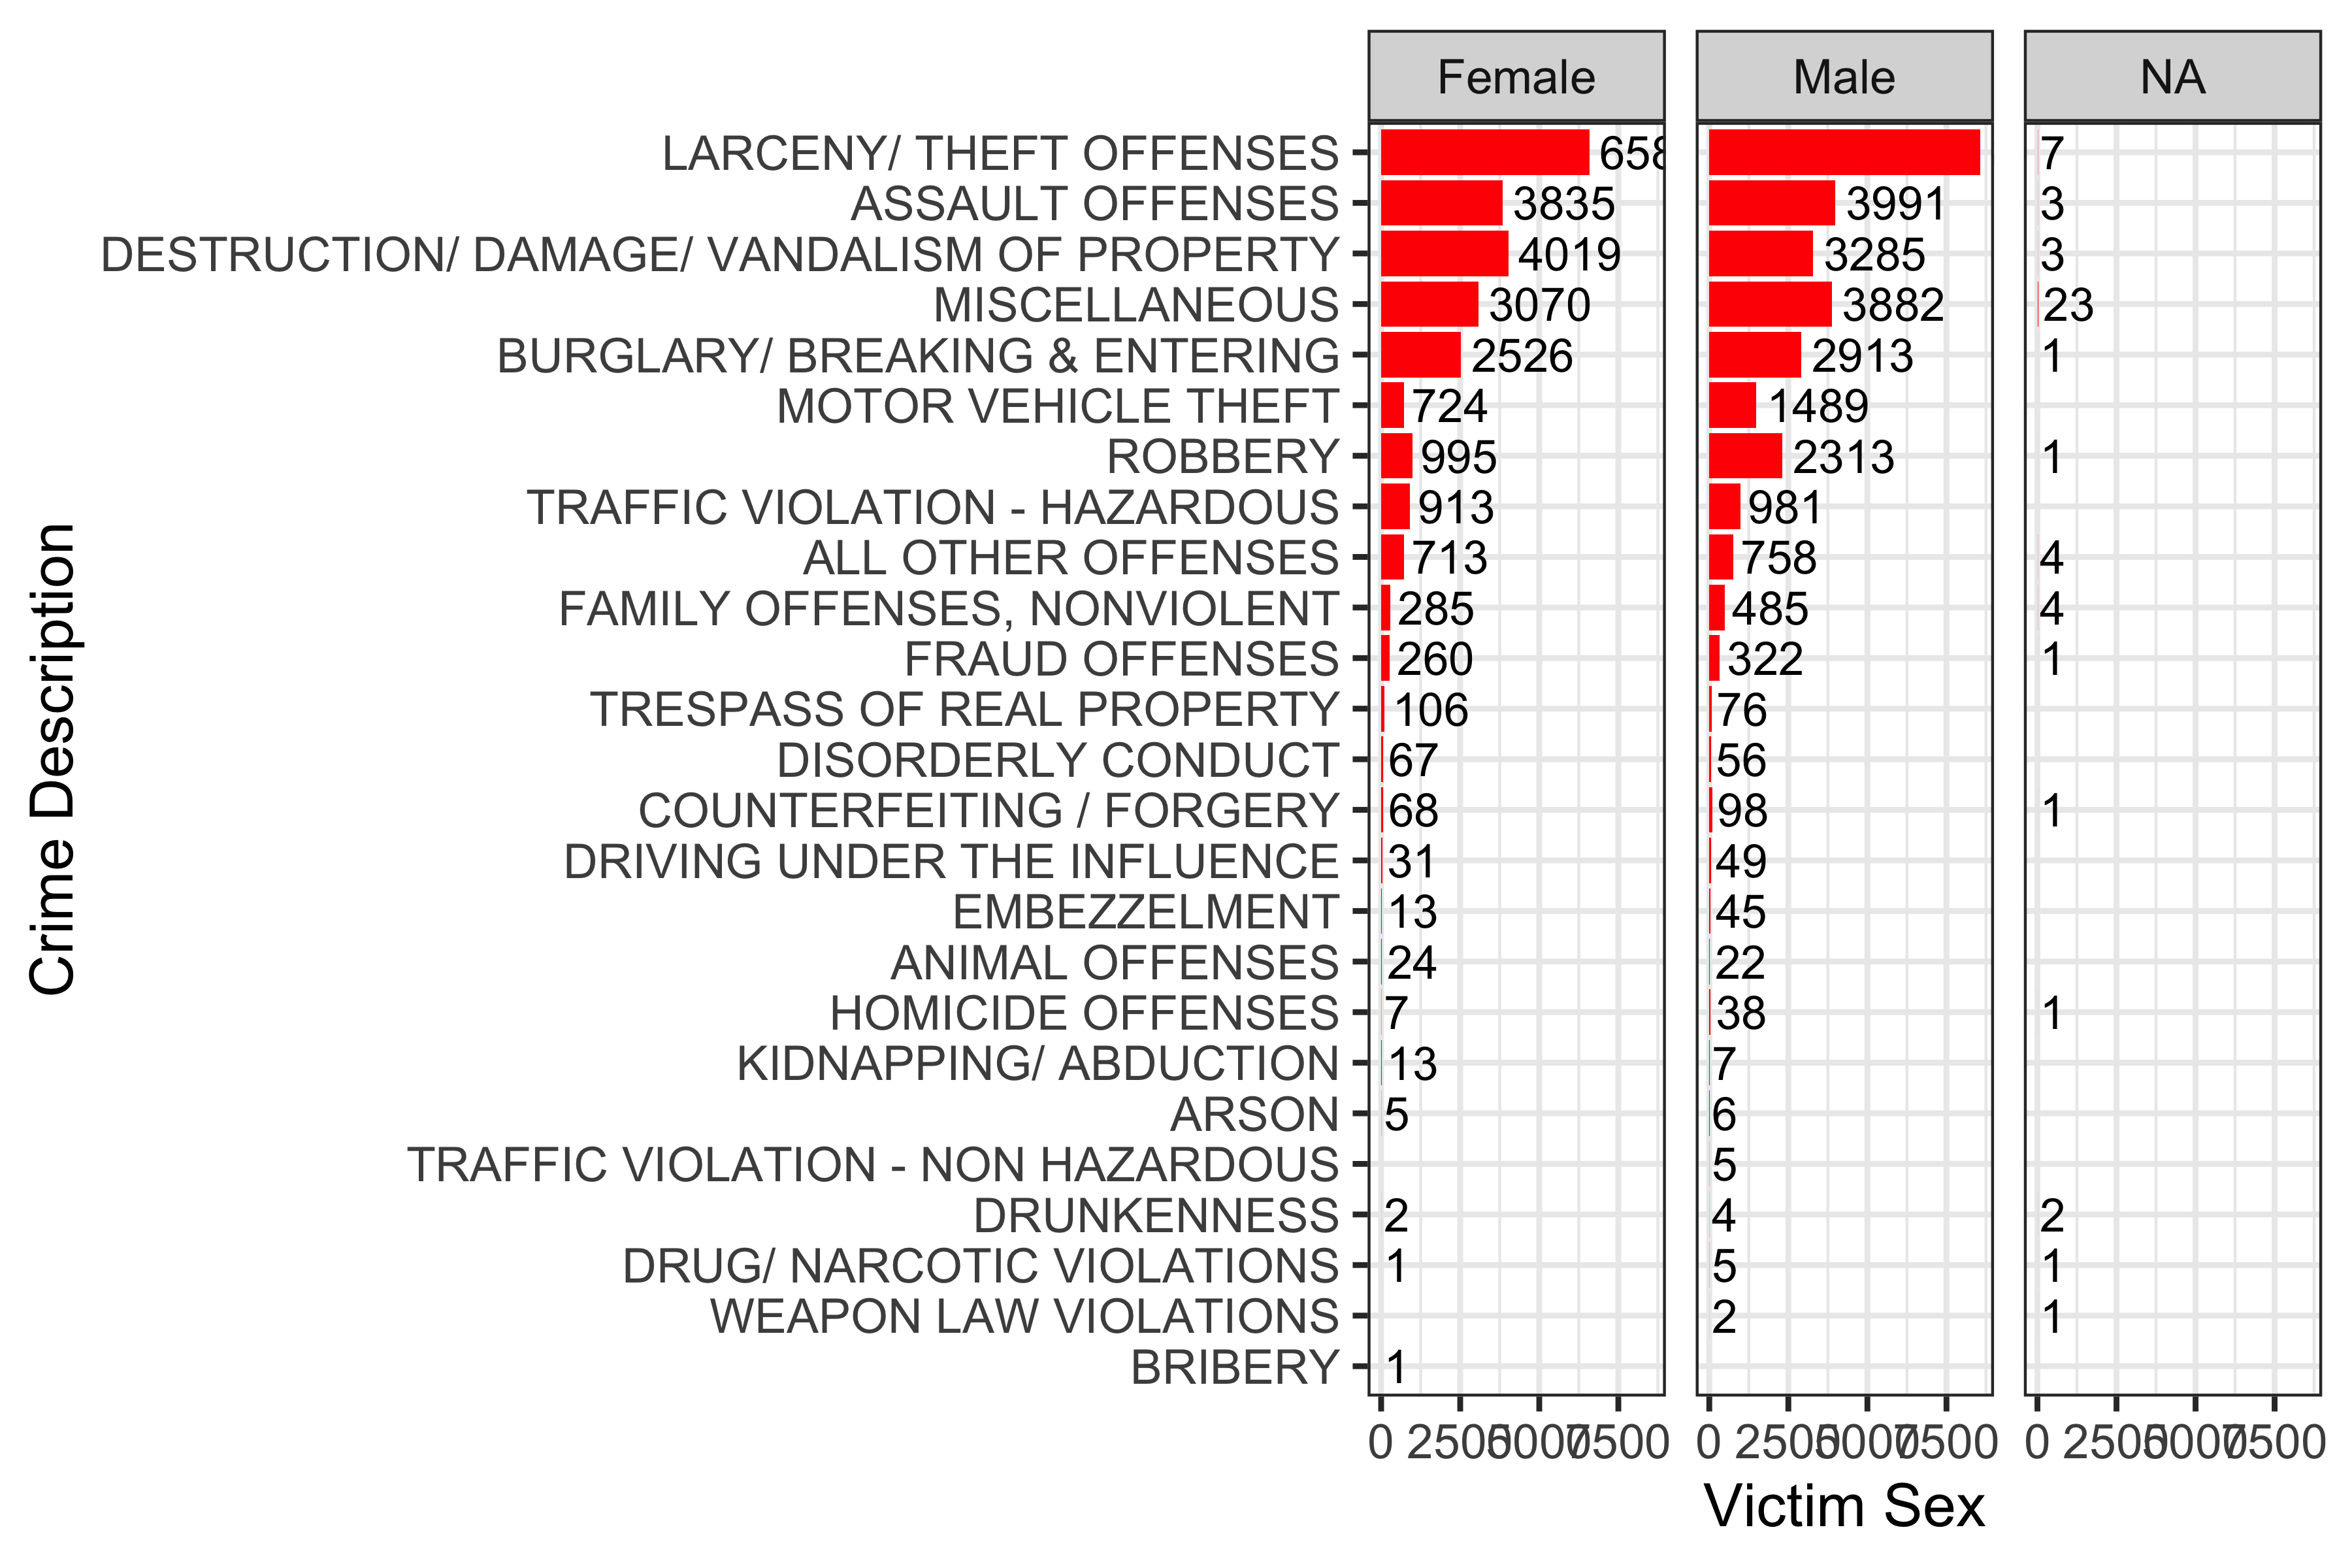 Female Male NA
LARCENY/ THEFT OFFENSES 658 7
ASSAULT OFFENSES 3835 3991 3
DESTRUCTION/ DAMAGE/ VANDALISM OF PROPERTY 4019 3285 3
MISCELLANEOUS 3070 3882 23
BURGLARY/ BREAKING & ENTERING 2526 2913 1
MOTOR VEHICLE THEFT 724 1489
ROBBERY 995 2313 1
TRAFFIC VIOLATION - HAZARDOUS 913 981
ALL OTHER OFFENSES 713 758 4
FAMILY OFFENSES, NONVIOLENT 285 485 4
FRAUD OFFENSES 260 322 1
TRESPASS OF REAL PROPERTY 106 76
DISORDERLY CONDUCT 67 56
COUNTERFEITING / FORGERY 68 98 1
DRIVING UNDER THE INFLUENCE 31 49
EMBEZZELMENT 13 45
ANIMAL OFFENSES 24 22
HOMICIDE OFFENSES 7 38 1
KIDNAPPING/ ABDUCTION 13 7
ARSON 5 6
TRAFFIC VIOLATION - NON HAZARDOUS 5
DRUNKENNESS 2 4 2
DRUG/ NARCOTIC VIOLATIONS 1 5 1
WEAPON LAW VIOLATIONS 2 1
BRIBERY 1
0 2500 5000 7500 0 2500 5000 7500 0 2500 5000 7500
Victim Sex
Crime Description